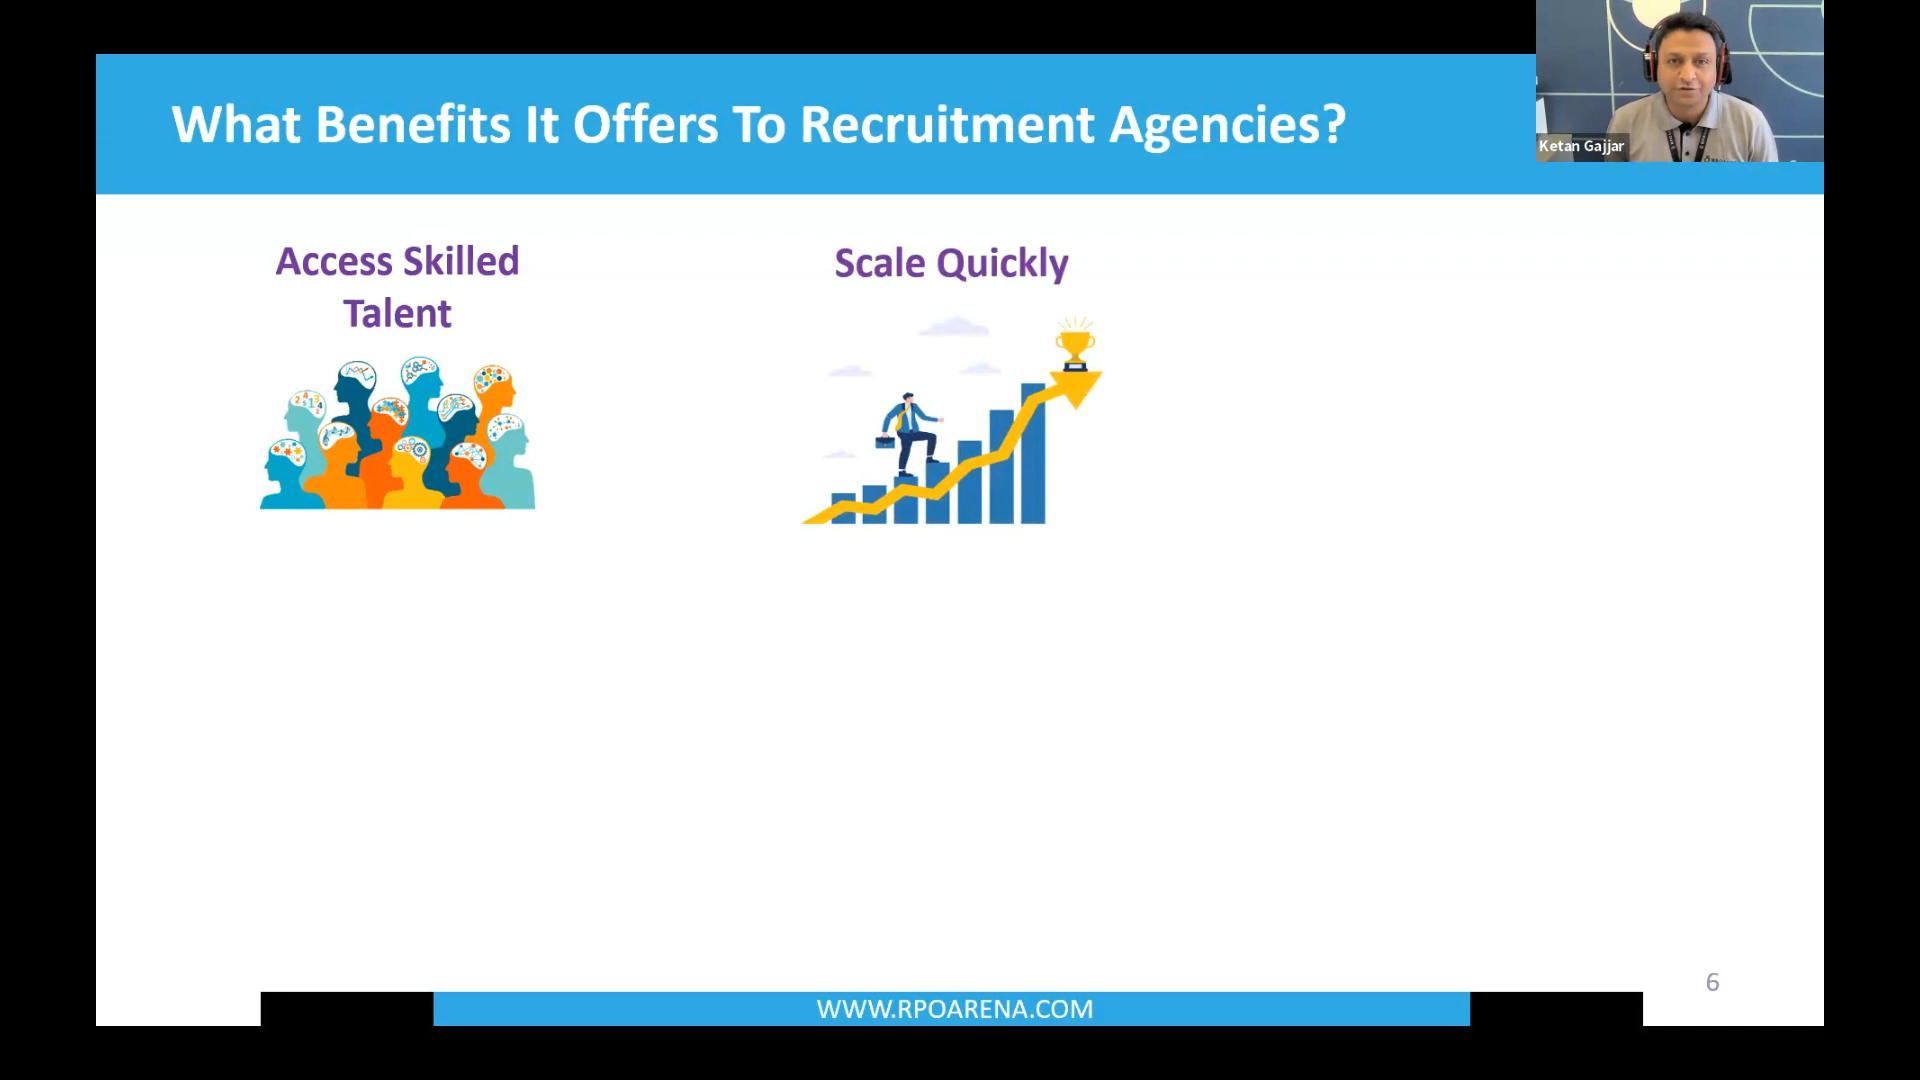 What Benefits It Offers To Recruitment Agencies?
Ketan Gajjar
Access Skilled
Talent
Scale Quickly
6
WWW.RPOARENA.COM